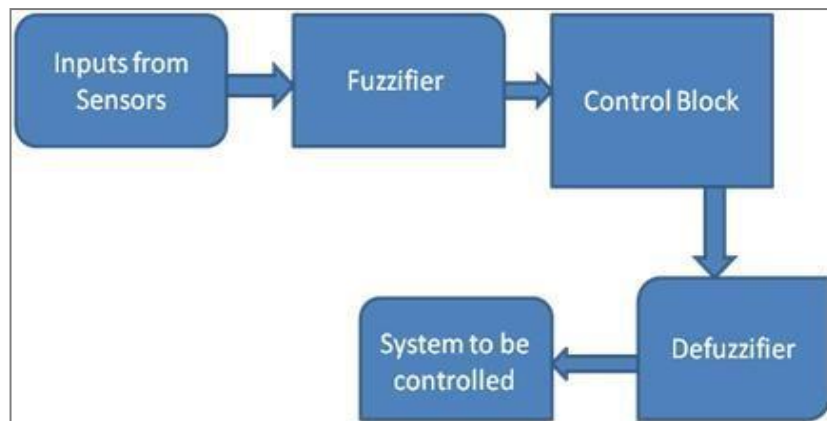 Inputs from
Sensors
Fuzzifier
Control Block
Defuzzifier
System to be
controlled